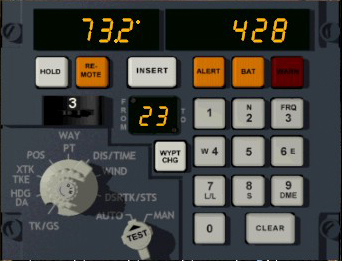 73.2° 428
HOLD RE-MOTE INSERT ALERT BAT
3
FROM 23 TO
1 N 2 FRQ 3
WYPT CHG
W 4 5 6 E
7 L/L 8 S 9 DME
0 CLEAR
WAY PT
POS DIS/TIME
XTK TKE WIND
HDG DA DSRTK/STS
TK/GS
AUTO MAN
TEST